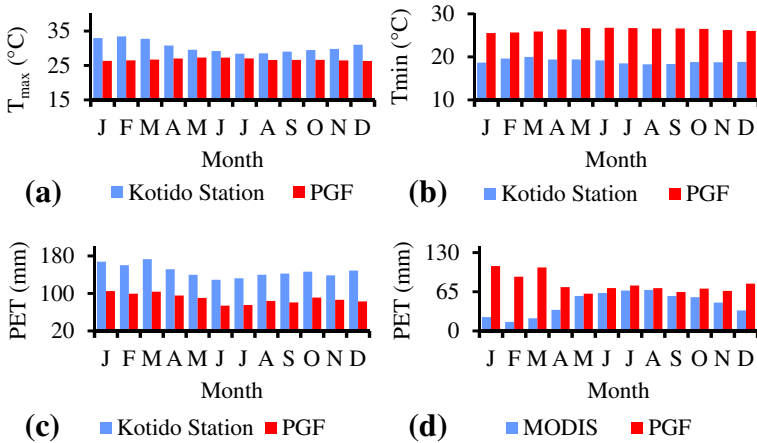 T_max (°C)
35
25
15
J F M A M J J A S O N D
Month
(a)
Kotido Station PGF
Tmin (°C)
30
20
10
J F M A M J J A S O N D
Month
(b)
Kotido Station PGF
PET (mm)
180
100
20
J F M A M J J A S O N D
Month
(c)
Kotido Station PGF
PET (mm)
130
65
0
J F M A M J J A S O N D
Month
(d)
MODIS PGF